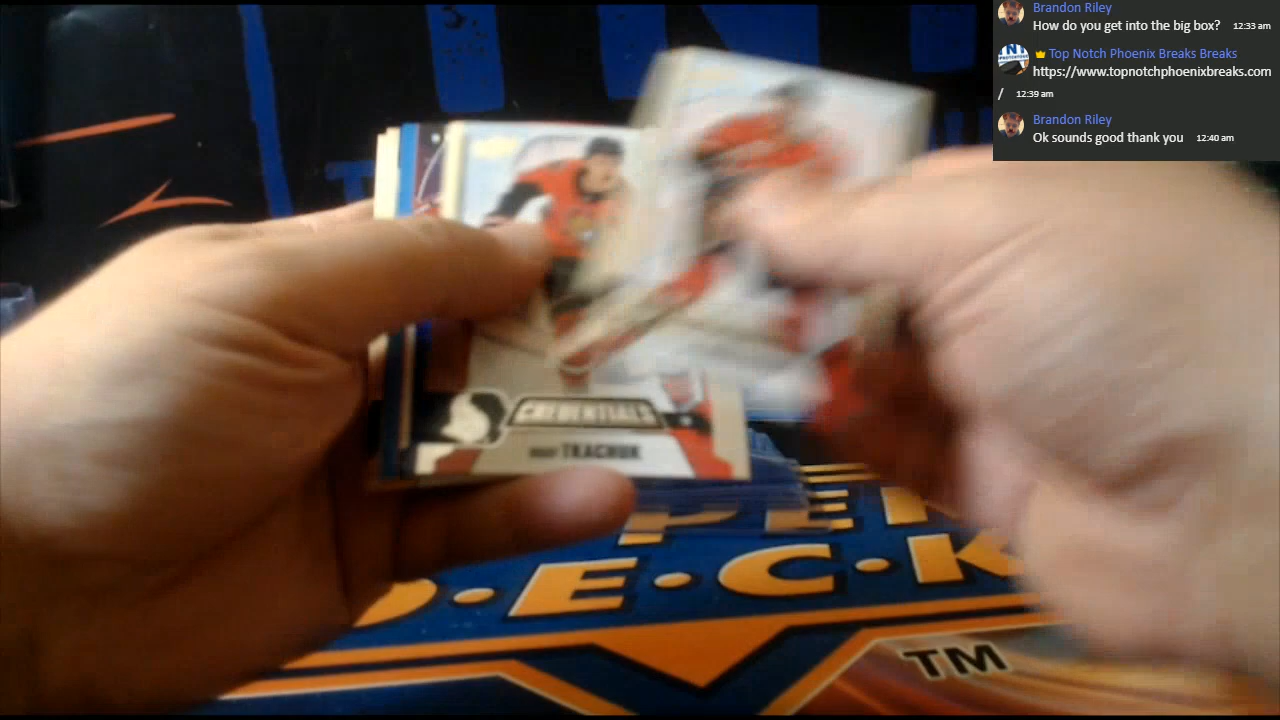 Brandon Riley
How do you get into the big box? 12:33 am
Top Notch Phoenix Breaks Breaks
https://www.topnotchphoenixbreaks.com
/ 12:39 am
Brandon Riley
Ok sounds good thank you 12:40 am
CREDENTIALS
TKACHUK
PER
D·E·C·K
TM